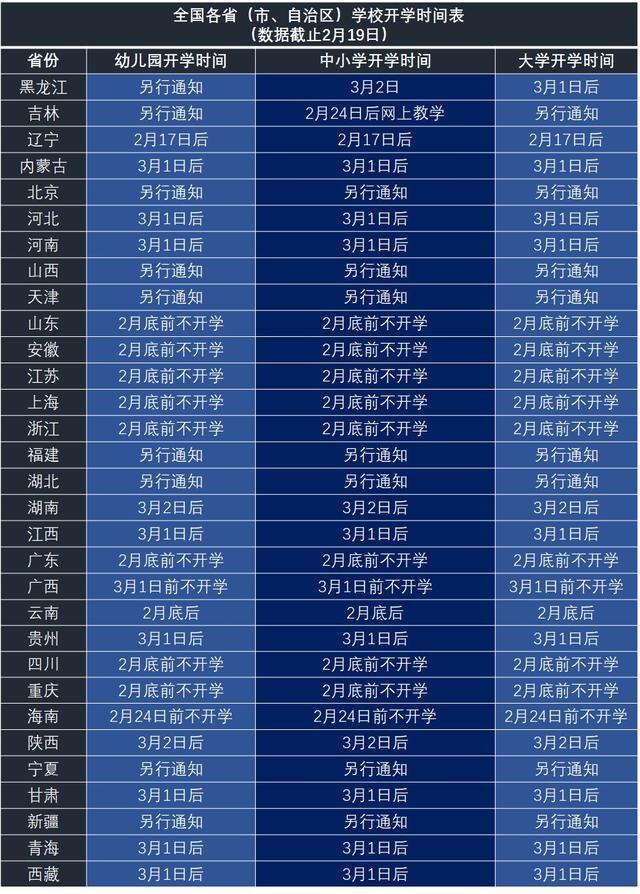 全国各省（市、自治区）学校开学时间表
（数据截止2月19日）
省份 幼儿园开学时间 中小学开学时间 大学开学时间
黑龙江 另行通知 3月2日 3月1日后
吉林 另行通知 2月24日后网上教学 另行通知
辽宁 2月17日后 2月17日后 2月17日后
内蒙古 3月1日后 3月1日后 3月1日后
北京 另行通知 另行通知 另行通知
河北 3月1日后 3月1日后 3月1日后
河南 3月1日后 3月1日后 3月1日后
山西 另行通知 另行通知 另行通知
天津 另行通知 另行通知 另行通知
山东 2月底前不开学 2月底前不开学 2月底前不开学
安徽 2月底前不开学 2月底前不开学 2月底前不开学
江苏 2月底前不开学 2月底前不开学 2月底前不开学
上海 2月底前不开学 2月底前不开学 2月底前不开学
浙江 2月底前不开学 2月底前不开学 2月底前不开学
福建 另行通知 另行通知 另行通知
湖北 另行通知 另行通知 另行通知
湖南 3月2日后 3月2日后 3月2日后
江西 3月1日后 3月1日后 3月1日后
广东 2月底前不开学 2月底前不开学 2月底前不开学
广西 3月1日前不开学 3月1日前不开学 3月1日前不开学
云南 2月底后 2月底后 2月底后
贵州 3月1日后 3月1日后 3月1日后
四川 2月底前不开学 2月底前不开学 2月底前不开学
重庆 2月底前不开学 2月底前不开学 2月底前不开学
海南 2月24日前不开学 2月24日前不开学 2月24日前不开学
陕西 3月2日后 3月2日后 3月2日后
宁夏 另行通知 另行通知 另行通知
甘肃 3月1日后 3月1日后 3月1日后
新疆 另行通知 另行通知 另行通知
青海 3月1日后 3月1日后 3月1日后
西藏 3月1日后 3月1日后 3月1日后